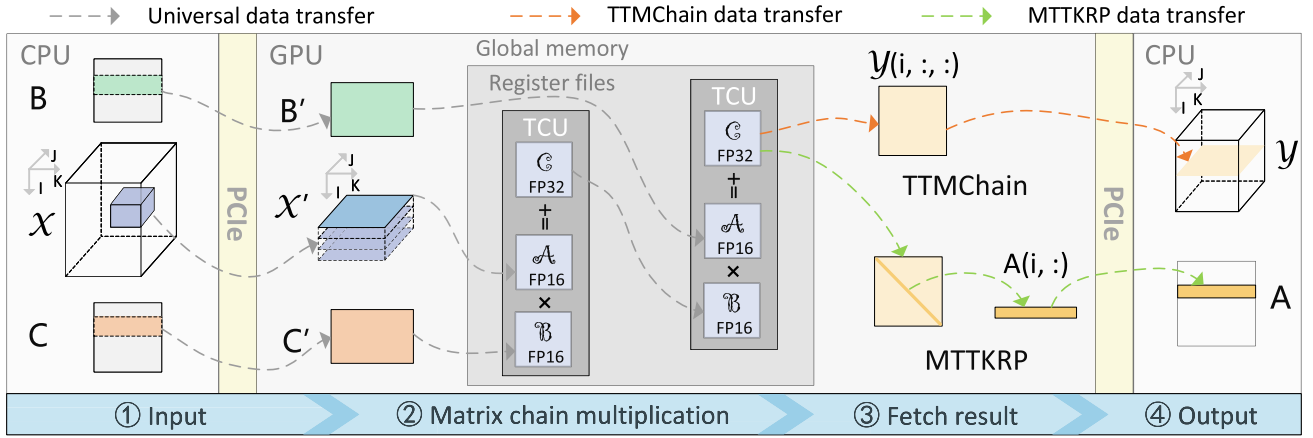 Universal data transfer
TTMChain data transfer
MTTKRP data transfer
CPU
B
J
K
I
𝒳
C
PCIe
GPU
B′
J
K
I
𝒳′
C′
Global memory
Register files
TCU
𝒞
FP32
+=
𝒜
FP16
×
ℬ
FP16
TCU
𝒞
FP32
+=
𝒜
FP16
×
ℬ
FP16
𝒴(i, :, :)
TTMChain
A(i, :)
MTTKRP
PCIe
CPU
J
K
I
𝒴
A
① Input
② Matrix chain multiplication
③ Fetch result
④ Output